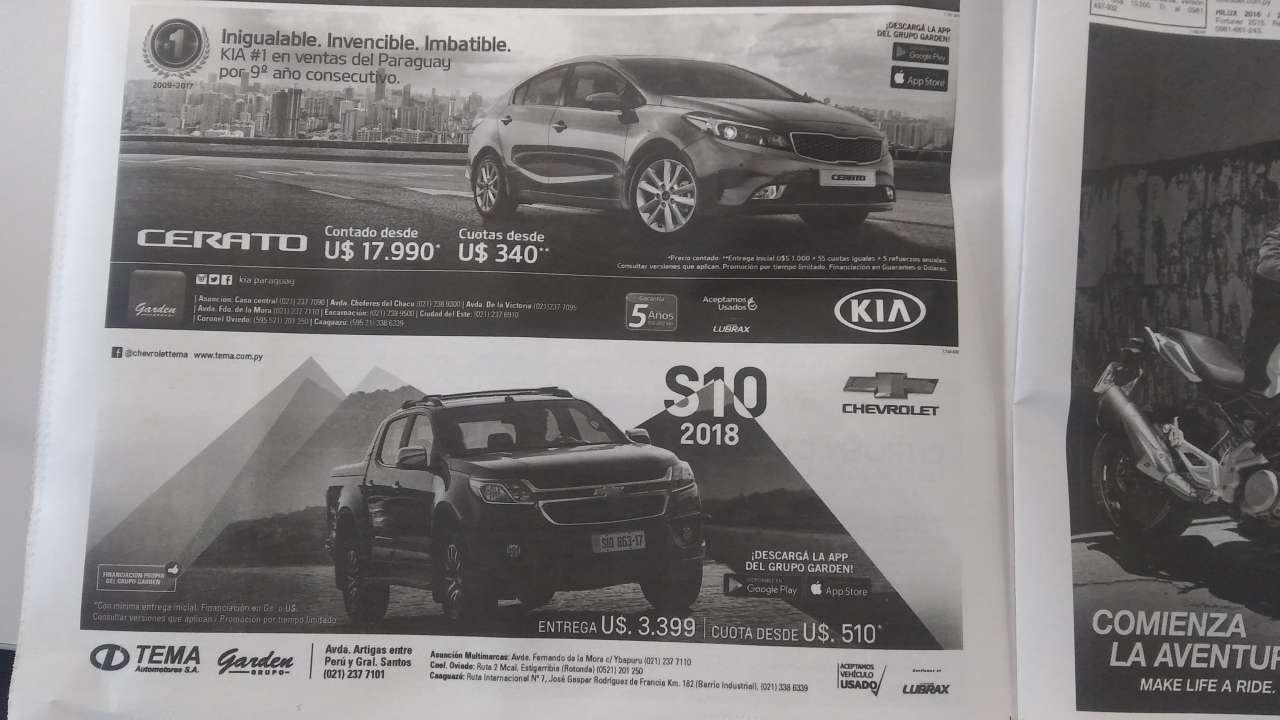 1
2009-2017
Inigualable. Invencible. Imbatible.
KIA #1 en ventas del Paraguay
por 9º año consecutivo.
¡DESCARGÁ LA APP
DEL GRUPO GARDEN!
Google Play
App Store
CERATO
CERATO
Contado desde
U$ 17.990*
Cuotas desde
U$ 340**
*Precio contado. **Entrega inicial U$S 1.000 + 55 cuotas iguales + 5 refuerzos anuales.
Consultar versiones que aplican. Promoción por tiempo limitado. Financiación en Guaraníes o Dólares.
kia paraguay
Garden
| Asunción: Casa central (021) 237 7090 | Avda. Choferes del Chaco (021) 238 9300 | Avda. De la Victoria (021) 237 7095
| Avda. Fdo. de la Mora (021) 237 7110 | Encarnación: (021) 238 9500 | Ciudad del Este: (021) 237 6910
| Coronel Oviedo: (595 521) 201 250 | Caaguazú: (595 21) 338 6339
Garantía
5 Años
Aceptamos
Usados
LUBRAX
KIA
@chevrolettema www.tema.com.py
S10
2018
CHEVROLET
S10 863-17
¡DESCARGÁ LA APP
DEL GRUPO GARDEN!
DISPONIBLE EN
Google Play
App Store
FINANCIACIÓN PROPIA
DEL GRUPO GARDEN
*Con mínima entrega inicial. Financiación en Gs. o US.
Consultar versiones que aplican / Promoción por tiempo limitado
ENTREGA U$. 3.399 | CUOTA DESDE U$. 510*
TEMA
Automotores S.A.
Garden
GRUPO
Avda. Artigas entre
Perú y Gral. Santos
(021) 237 7101
Asunción Multimarcas: Avda. Fernando de la Mora c/ Ybapuru (021) 237 7110
Cnel. Oviedo: Ruta 2 Mcal. Estigarribia (Rotonda) (0521) 201 250
Caaguazú: Ruta Internacional N° 7, José Gaspar Rodríguez de Francia Km. 182 (Barrio Industrial), (021) 338 6339
ACEPTAMOS
VEHÍCULO
USADO
LUBRAX
HILUX 2016 /
Fortuner 2015.
0981-661-243.
COMIENZA
LA AVENTU
MAKE LIFE A RIDE.